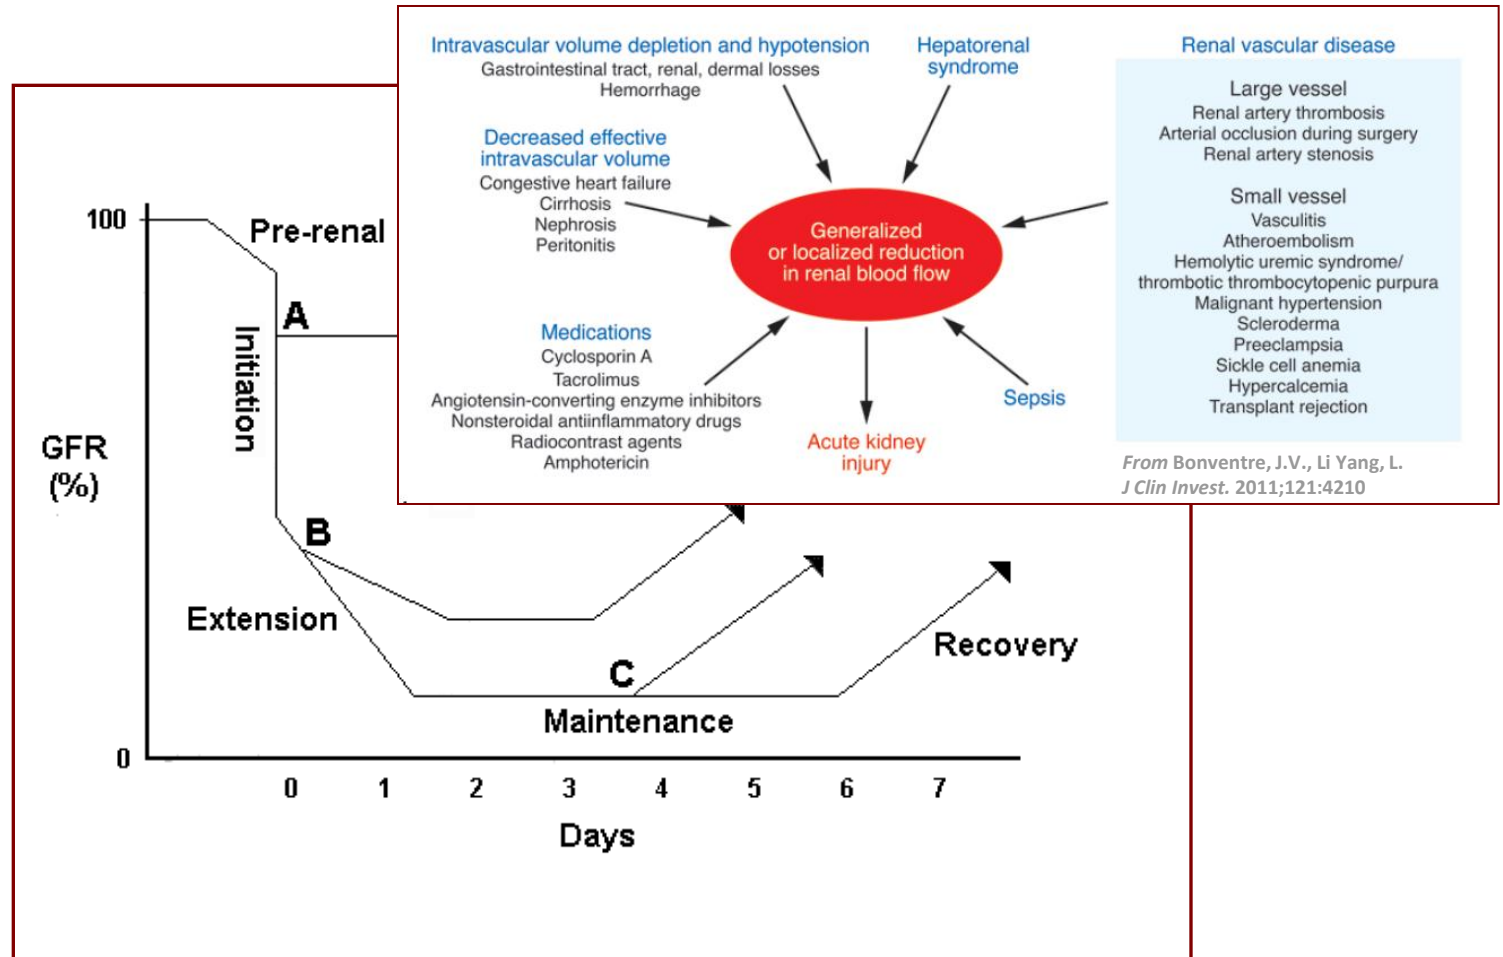 Intravascular volume depletion and hypotension
Gastrointestinal tract, renal, dermal losses
Hemorrhage
Hepatorenal
syndrome
Renal vascular disease
Large vessel
Renal artery thrombosis
Arterial occlusion during surgery
Renal artery stenosis
Small vessel
Vasculitis
Atheroembolism
Hemolytic uremic syndrome/
thrombotic thrombocytopenic purpura
Malignant hypertension
Scleroderma
Preeclampsia
Sickle cell anemia
Hypercalcemia
Transplant rejection
Decreased effective
intravascular volume
Congestive heart failure
Cirrhosis
Nephrosis
Peritonitis
Generalized
or localized reduction
in renal blood flow
Medications
Cyclosporin A
Tacrolimus
Angiotensin-converting enzyme inhibitors
Nonsteroidal antiinflammatory drugs
Radiocontrast agents
Amphotericin
Acute kidney
injury
Sepsis
From Bonventre, J.V., Li Yang, L.
J Clin Invest. 2011;121:4210
100
Pre-renal
A
Initiation
GFR
(%)
B
Extension
C
Recovery
Maintenance
0
0 1 2 3 4 5 6 7
Days